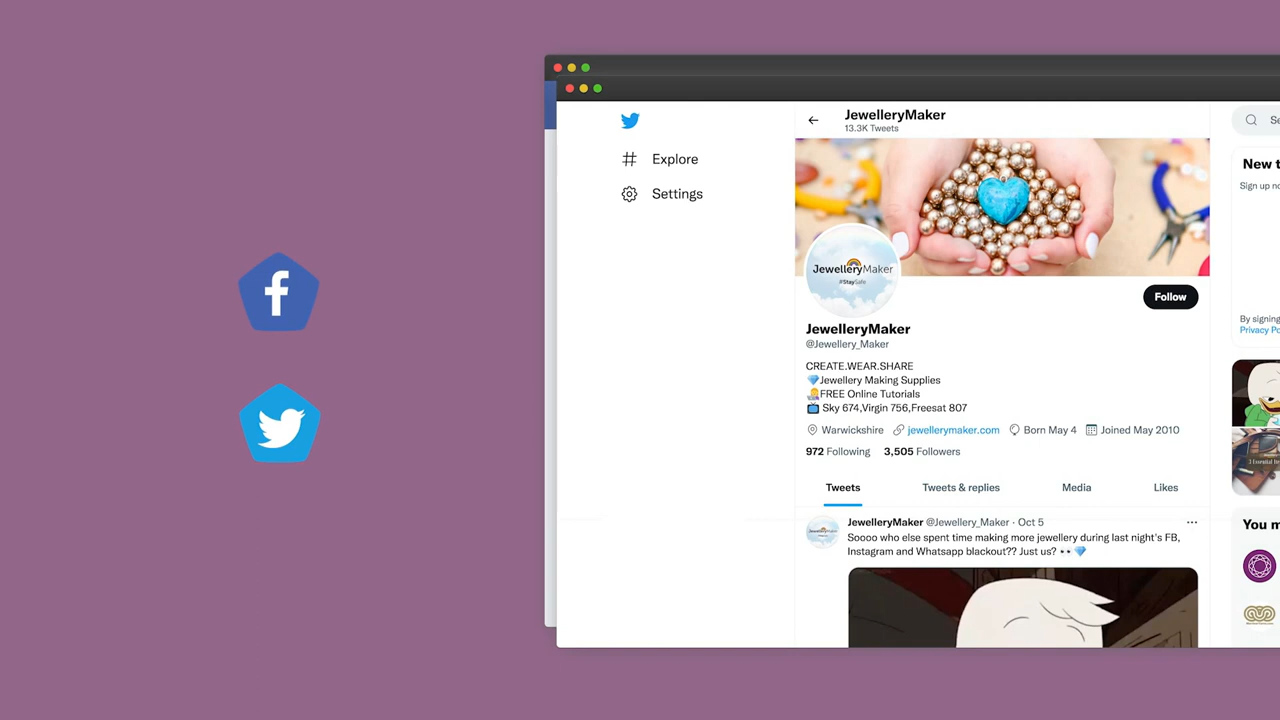 JewelleryMaker
13.3K Tweets
Explore
Settings
Se
New t
Sign up no
JewelleryMaker
#StaySafe
Follow
By signing
Privacy Po
JewelleryMaker
@Jewellery_Maker
CREATE.WEAR.SHARE
💎Jewellery Making Supplies
👩‍🎨FREE Online Tutorials
📺 Sky 674,Virgin 756,Freesat 807
Warwickshire jewellerymaker.com Born May 4 Joined May 2010
972 Following 3,505 Followers
3 Essential
Tweets Tweets & replies Media Likes
JewelleryMaker @Jewellery_Maker · Oct 5
You m
Soooo who else spent time making more jewellery during last night's FB,
Instagram and Whatsapp blackout?? Just us? 👀 💎